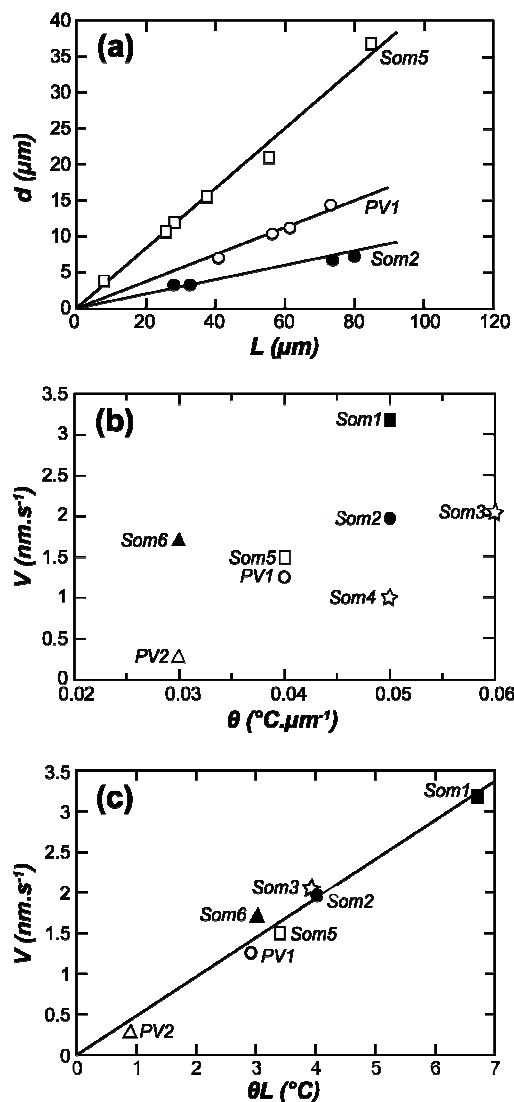 (a)
40
35
30
25
20
15
10
5
0
d (µm)
Som5
PV1
Som2
0 20 40 60 80 100 120
L (µm)
(b)
3.5
3
2.5
2
1.5
1
0.5
0
V (nm.s-1)
Som1
Som2
Som3
Som6
Som5
PV1
Som4
PV2
0.02 0.03 0.04 0.05 0.06
θ (°C.µm-1)
(c)
3.5
3
2.5
2
1.5
1
0.5
0
V (nm.s-1)
Som1
Som3
Som2
Som6
Som5
PV1
PV2
0 1 2 3 4 5 6 7
θL (°C)